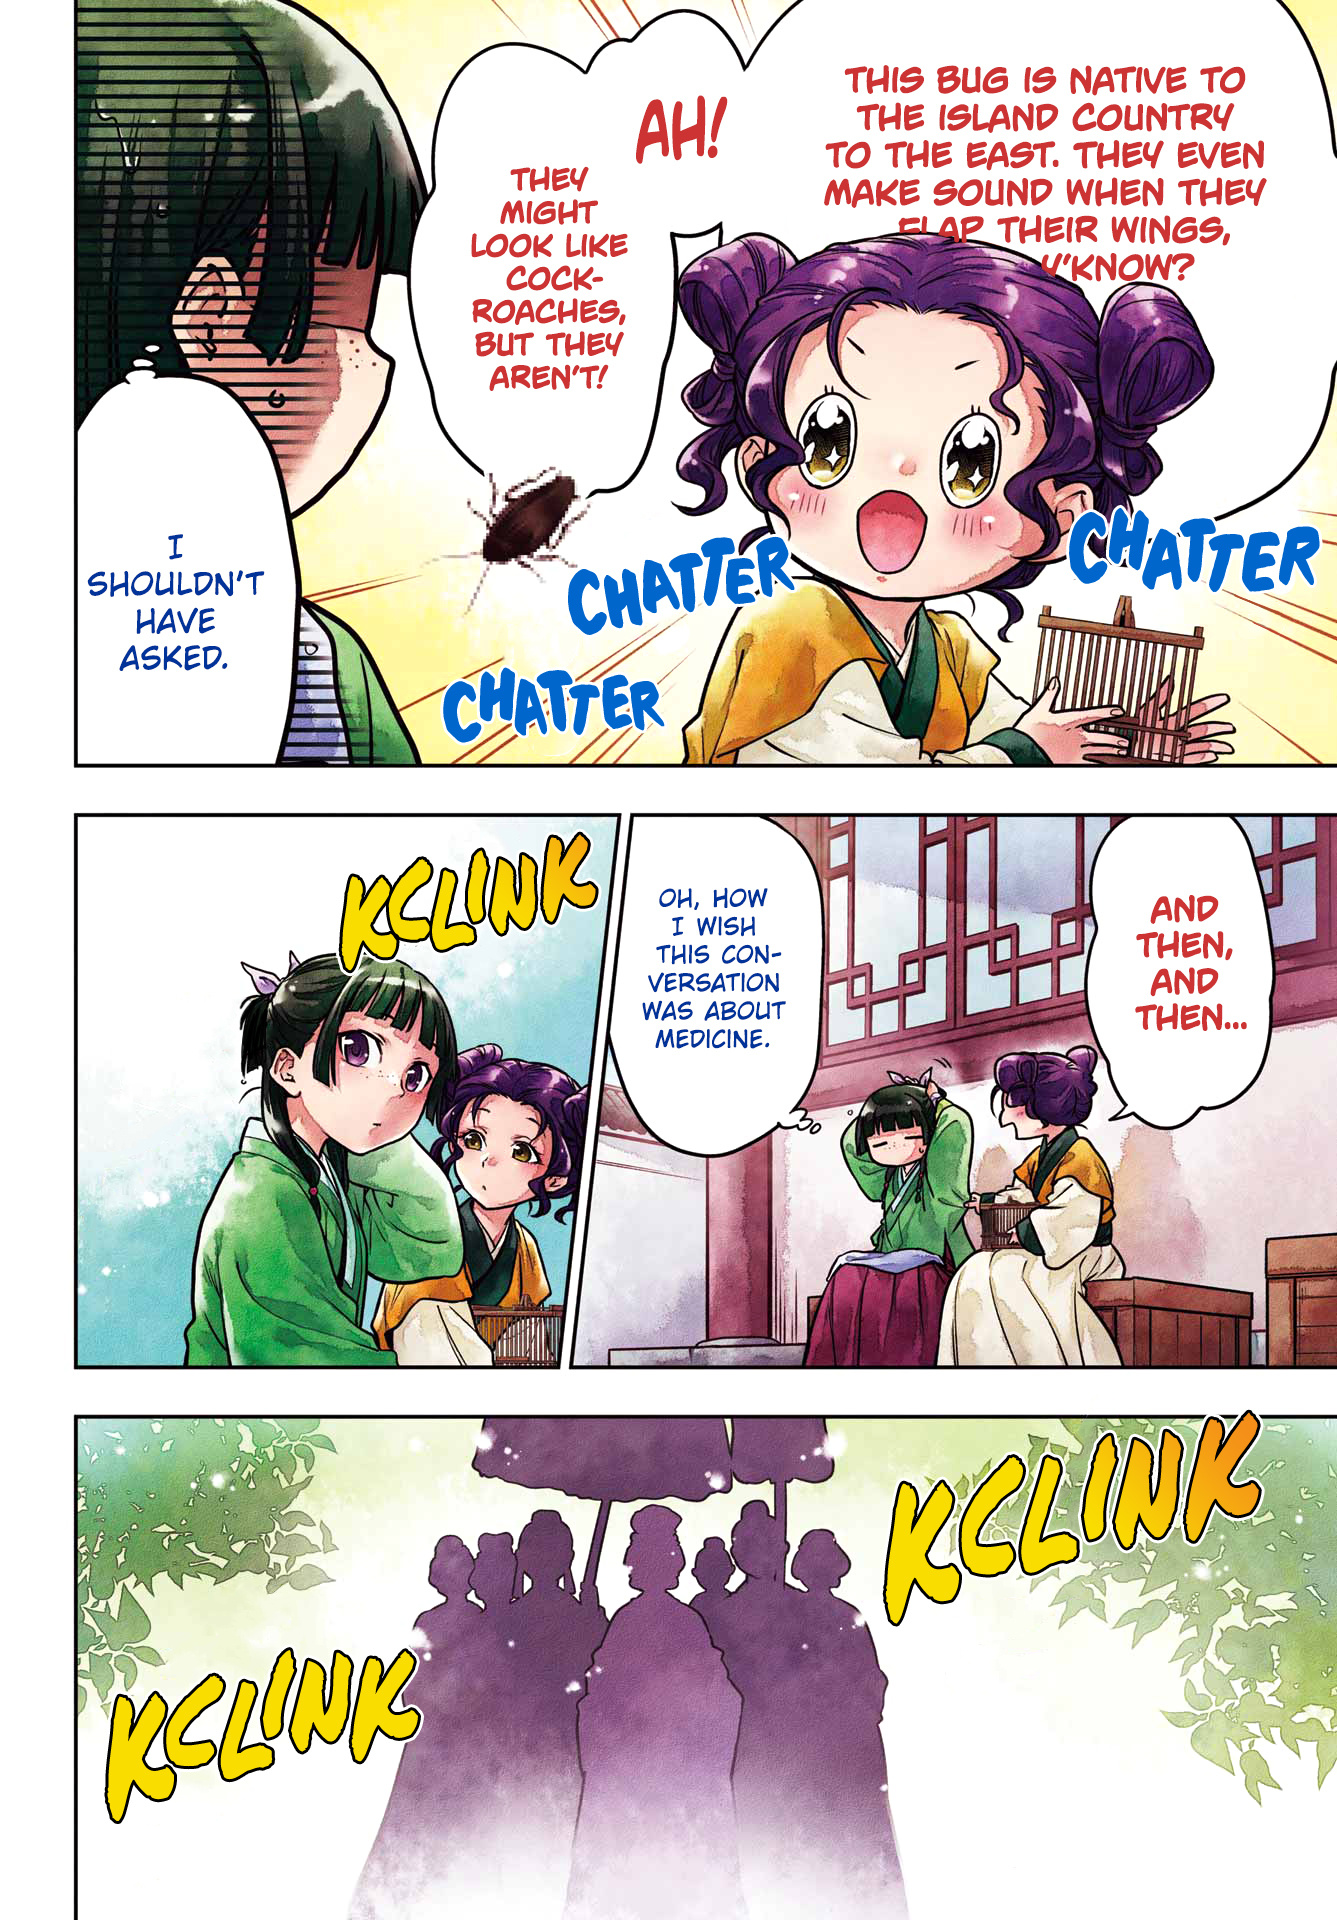 THIS BUG IS NATIVE TO
THE ISLAND COUNTRY
TO THE EAST. THEY EVEN
MAKE SOUND WHEN THEY
FLAP THEIR WINGS,
Y'KNOW?
AH!
THEY
MIGHT
LOOK LIKE
COCK-
ROACHES,
BUT THEY
AREN'T!
CHATTER
CHATTER
CHATTER
I
SHOULDN'T
HAVE
ASKED.
AND
THEN,
AND
THEN...
OH, HOW
I WISH
THIS CON-
VERSATION
WAS ABOUT
MEDICINE.
KCLINK
KCLINK
KCLINK